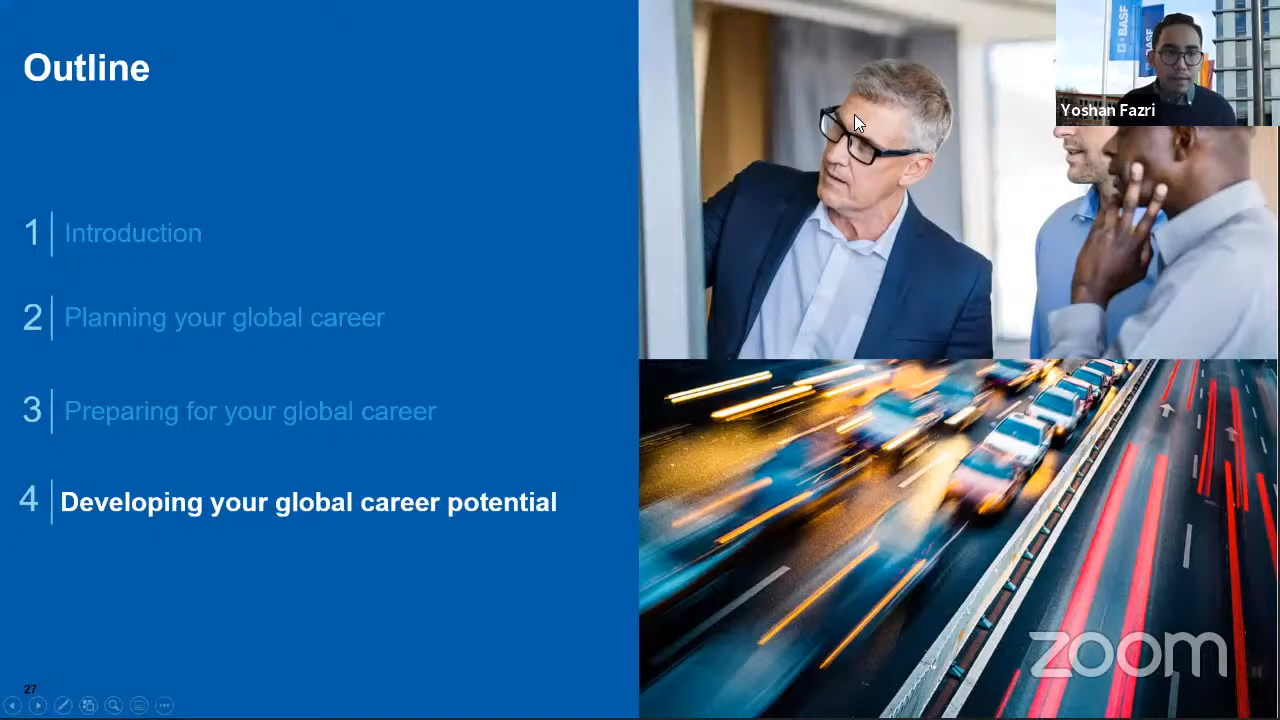 Outline
1 Introduction
2 Planning your global career
3 Preparing for your global career
4 Developing your global career potential
27
BASF
BASF
Yoshan Fazri
zoom